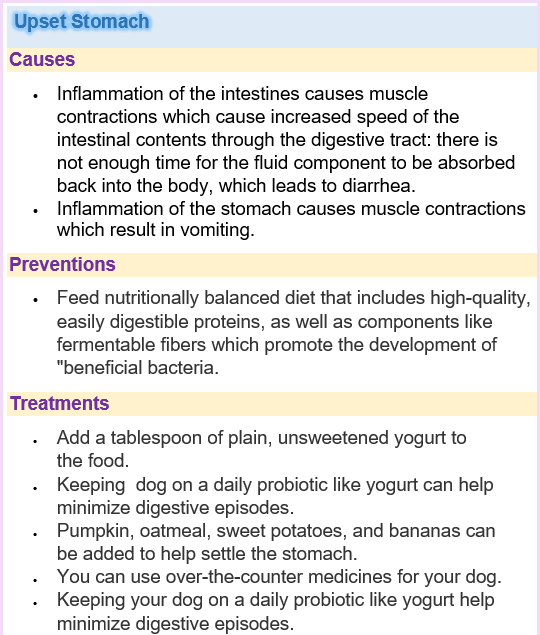 Upset Stomach
Causes
• Inflammation of the intestines causes muscle
contractions which cause increased speed of the
intestinal contents through the digestive tract: there is
not enough time for the fluid component to be absorbed
back into the body, which leads to diarrhea.
• Inflammation of the stomach causes muscle contractions
which result in vomiting.
Preventions
• Feed nutritionally balanced diet that includes high-quality,
easily digestible proteins, as well as components like
fermentable fibers which promote the development of
"beneficial bacteria.
Treatments
• Add a tablespoon of plain, unsweetened yogurt to
the food.
• Keeping  dog on a daily probiotic like yogurt can help
minimize digestive episodes.
• Pumpkin, oatmeal, sweet potatoes, and bananas can
be added to help settle the stomach.
• You can use over-the-counter medicines for your dog.
• Keeping your dog on a daily probiotic like yogurt help
minimize digestive episodes.